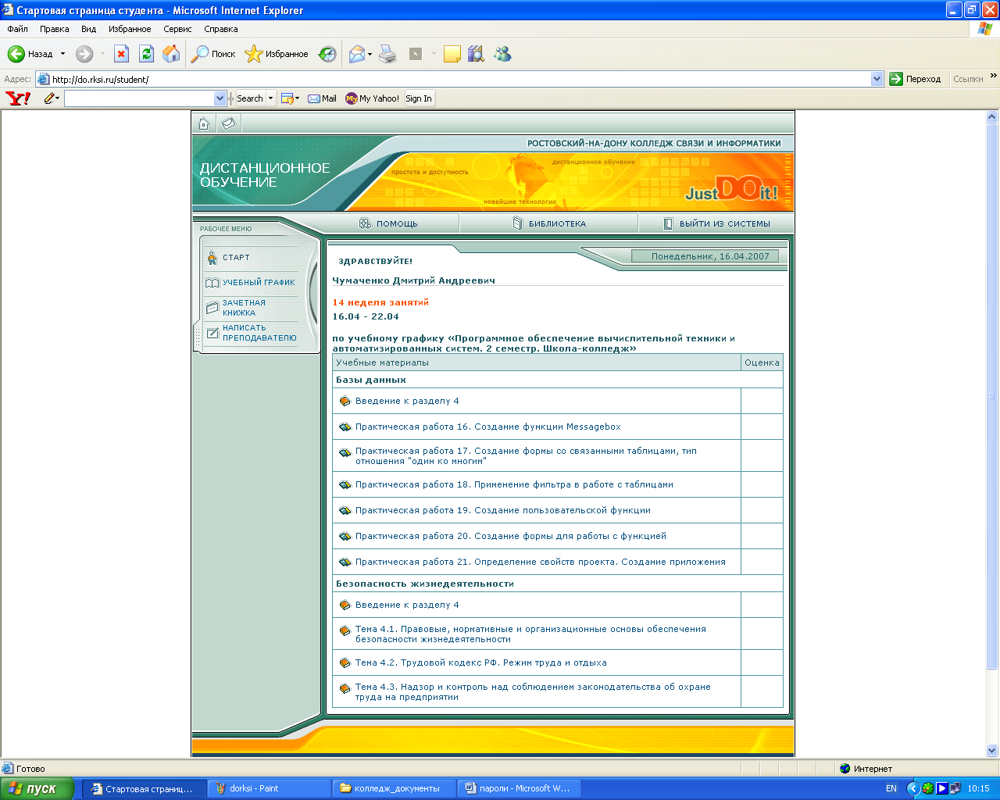 Стартовая страница студента - Microsoft Internet Explorer
Файл Правка Вид Избранное Сервис Справка
Назад Поиск Избранное
Адрес: http://do.rksi.ru/student/ Переход Ссылки »
Y! Search Mail My My Yahoo! Sign In
РОСТОВСКИЙ-НА-ДОНУ КОЛЛЕДЖ СВЯЗИ И ИНФОРМАТИКИ
ДИСТАНЦИОННОЕ
ОБУЧЕНИЕ
простота и доступность
дистанционное обучение
новейшие технологии
Just DO it!
РАБОЧЕЕ МЕНЮ
ПОМОЩЬ БИБЛИОТЕКА ВЫЙТИ ИЗ СИСТЕМЫ
СТАРТ
УЧЕБНЫЙ ГРАФИК
ЗАЧЕТНАЯ
КНИЖКА
НАПИСАТЬ
ПРЕПОДАВАТЕЛЮ
ЗДРАВСТВУЙТЕ!
Понедельник, 16.04.2007
Чумаченко Дмитрий Андреевич
14 неделя занятий
16.04 - 22.04
по учебному графику «Программное обеспечение вычислительной техники и
автоматизированных систем. 2 семестр. Школа-колледж»
Учебные материалы Оценка
Базы данных
Введение к разделу 4
Практическая работа 16. Создание функции Messagebox
Практическая работа 17. Создание формы со связанными таблицами, тип
отношения "один ко многим"
Практическая работа 18. Применение фильтра в работе с таблицами
Практическая работа 19. Создание пользовательской функции
Практическая работа 20. Создание формы для работы с функцией
Практическая работа 21. Определение свойств проекта. Создание приложения
Безопасность жизнедеятельности
Введение к разделу 4
Тема 4.1. Правовые, нормативные и организационные основы обеспечения
безопасности жизнедеятельности
Тема 4.2. Трудовой кодекс РФ. Режим труда и отдыха
Тема 4.3. Надзор и контроль над соблюдением законодательства об охране
труда на предприятии
Готово Интернет
пуск Стартовая страниц... dorksi - Paint колледж_документы пароли - Microsoft W... EN 10:15